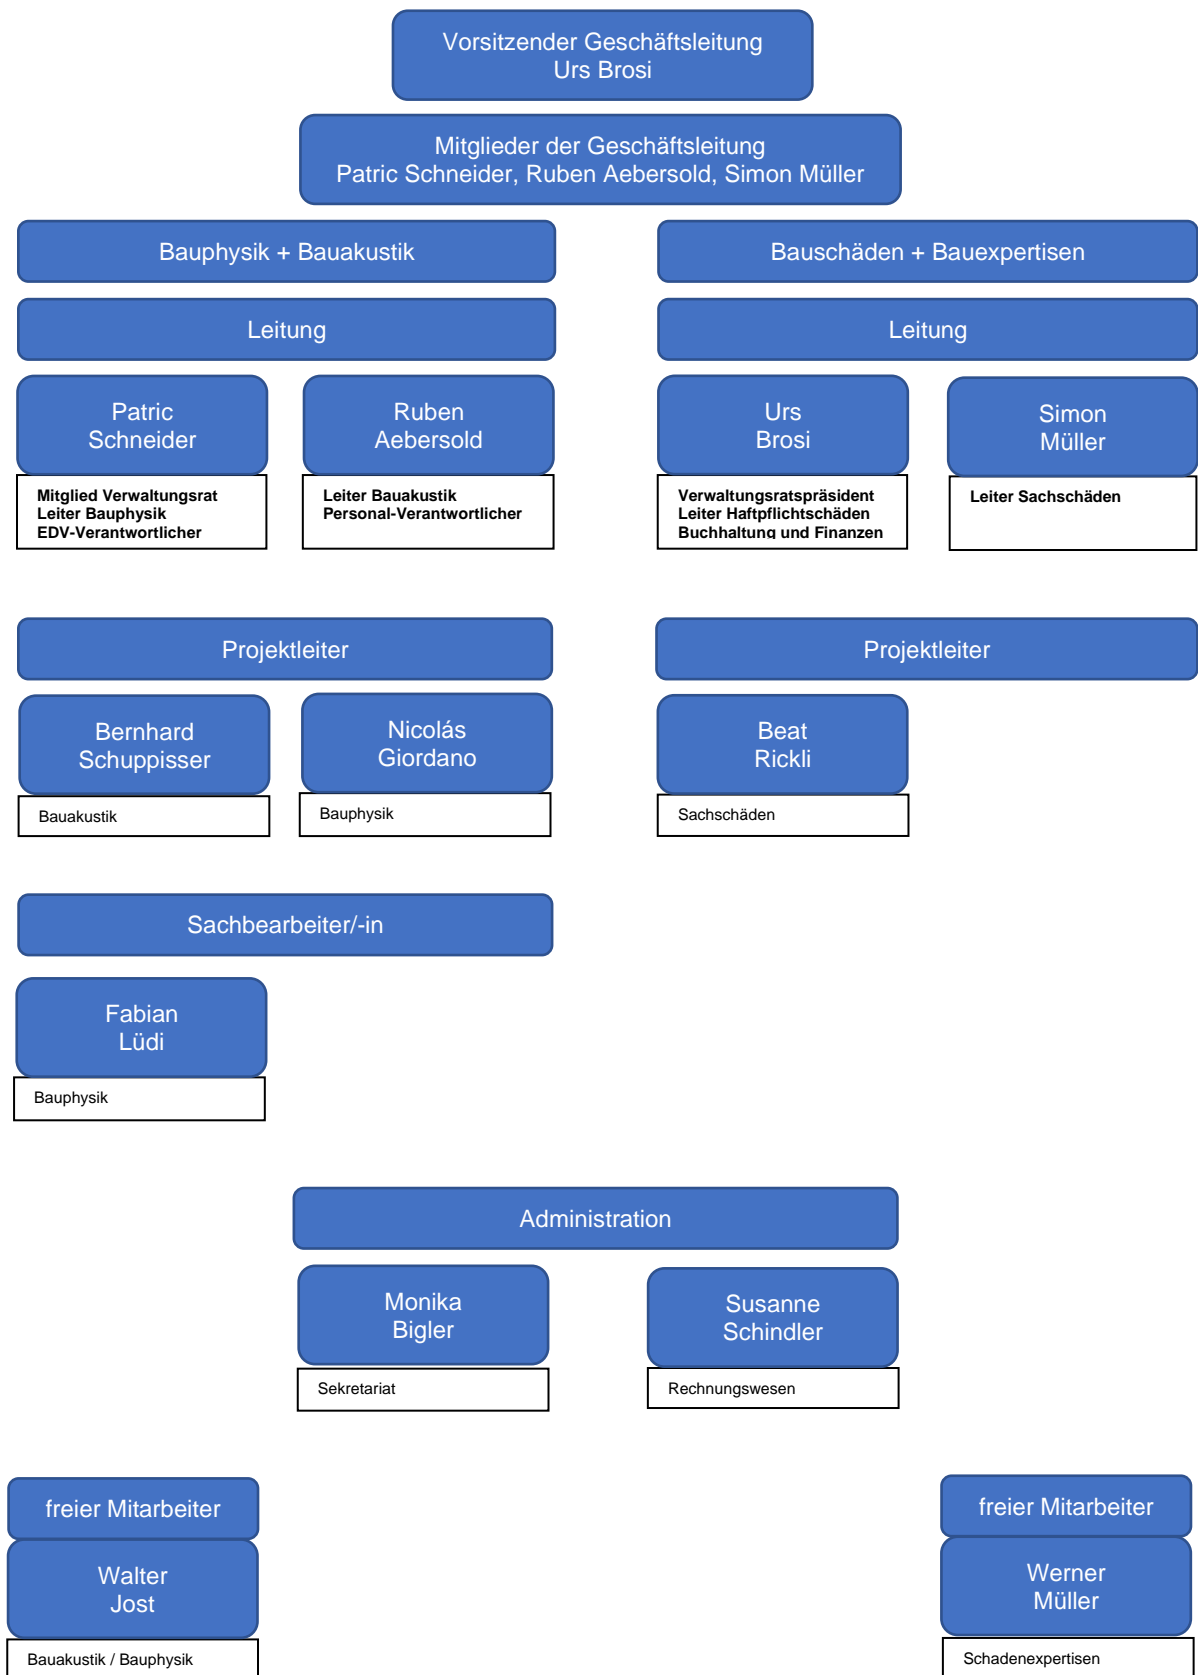 Vorsitzender Geschäftsleitung
Urs Brosi
Mitglieder der Geschäftsleitung
Patric Schneider, Ruben Aebersold, Simon Müller
Bauphysik + Bauakustik
Bauschäden + Bauexpertisen
Leitung
Leitung
Patric
Schneider
Mitglied Verwaltungsrat
Leiter Bauphysik
EDV-Verantwortlicher
Ruben
Aebersold
Leiter Bauakustik
Personal-Verantwortlicher
Urs
Brosi
Verwaltungsratspräsident
Leiter Haftpflichtschäden
Buchhaltung und Finanzen
Simon
Müller
Leiter Sachschäden
Projektleiter
Projektleiter
Bernhard
Schuppisser
Bauakustik
Nicolás
Giordano
Bauphysik
Beat
Rickli
Sachschäden
Sachbearbeiter/-in
Fabian
Lüdi
Bauphysik
Administration
Monika
Bigler
Sekretariat
Susanne
Schindler
Rechnungswesen
freier Mitarbeiter
Walter
Jost
Bauakustik / Bauphysik
freier Mitarbeiter
Werner
Müller
Schadenexpertisen